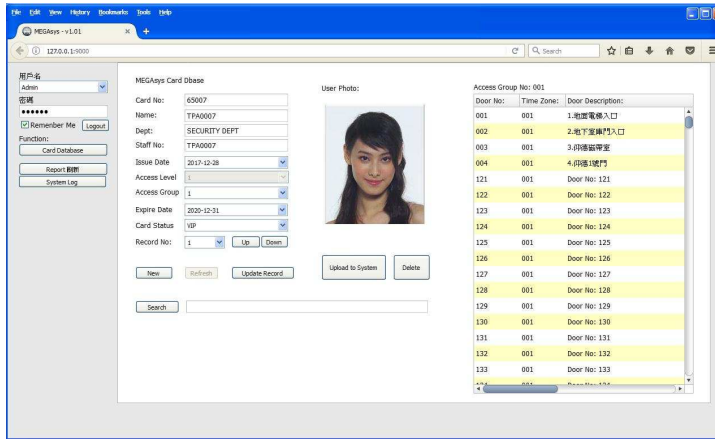 File Edit View History Bookmarks Tools Help
MEGAsys - v1.01
127.0.0.1:9000
Search
用戶名
Admin
密碼
Remember Me
Logout
Function:
Card Database
Report 刷新
System Log
MEGAsys Card Dbase
Card No: 65007
Name: TPA0007
Dept: SECURITY DEPT
Staff No: TPA0007
Issue Date 2017-12-28
Access Level 1
Access Group 1
Expire Date 2020-12-31
Card Status VIP
Record No: 1 Up Down
New Refresh Update Record
Search
User Photo:
Upload to System Delete
Access Group No: 001
Door No: Time Zone: Door Description:
001 001 1.地面電梯入口
002 001 2.地下室庫門入口
003 001 3.仰德磁帶室
004 001 4.仰德1號門
121 001 Door No: 121
122 001 Door No: 122
123 001 Door No: 123
124 001 Door No: 124
125 001 Door No: 125
126 001 Door No: 126
127 001 Door No: 127
128 001 Door No: 128
129 001 Door No: 129
130 001 Door No: 130
131 001 Door No: 131
132 001 Door No: 132
133 001 Door No: 133